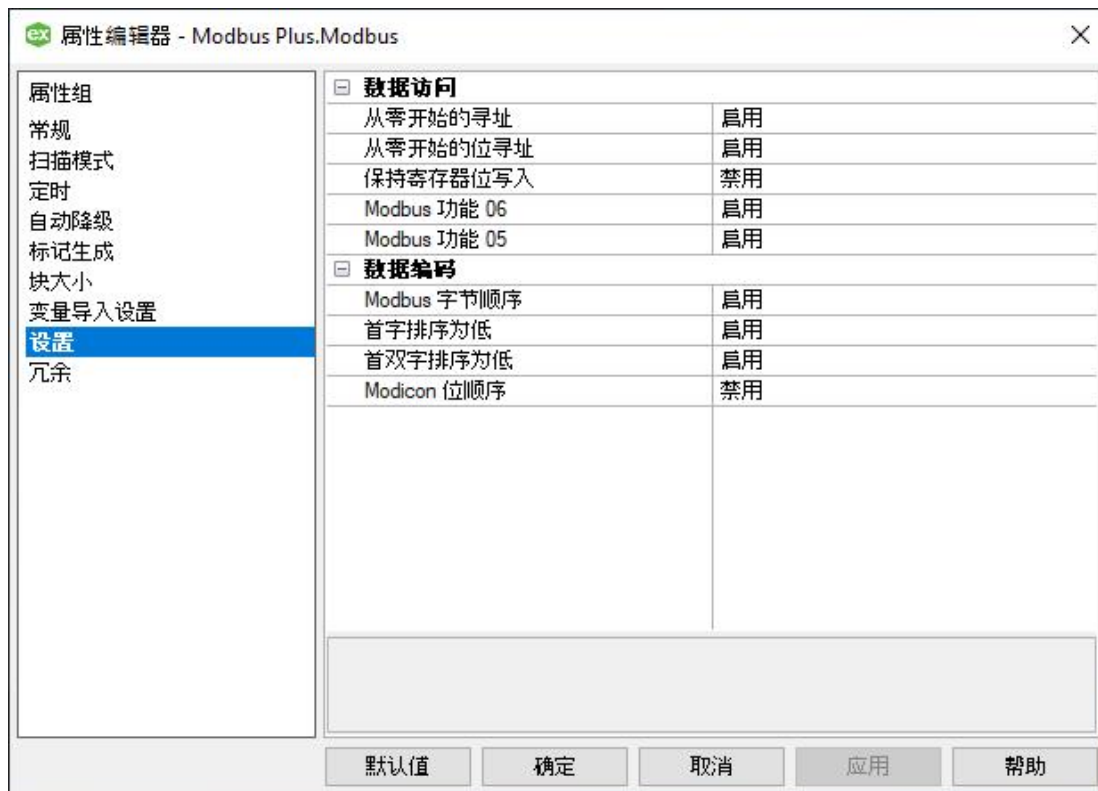 ex 属性编辑器 - Modbus Plus.Modbus
属性组
常规
扫描模式
定时
自动降级
标记生成
块大小
变量导入设置
设置
冗余
数据访问
从零开始的寻址 启用
从零开始的位寻址 启用
保持寄存器位写入 禁用
Modbus 功能 06 启用
Modbus 功能 05 启用
数据编码
Modbus 字节顺序 启用
首字排序为低 启用
首双字排序为低 启用
Modicon 位顺序 禁用
默认值 确定 取消 应用 帮助